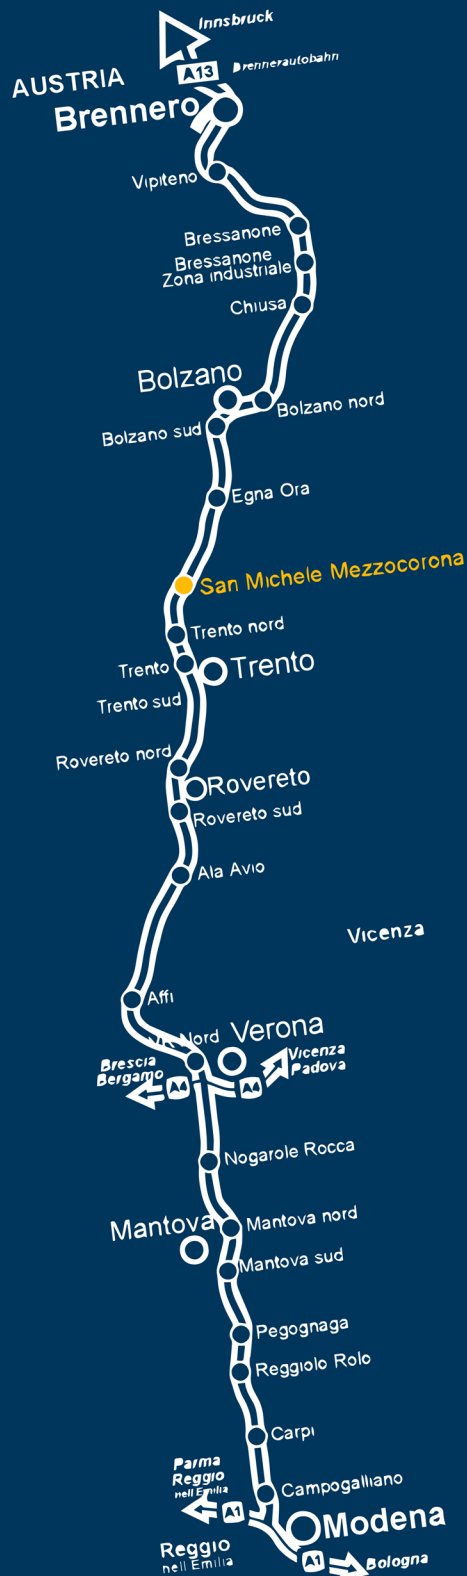 Innsbruck
A13 Brennerautobahn
AUSTRIA
Brennero
Vipiteno
Bressanone
Bressanone
Zona industriale
Chiusa
Bolzano
Bolzano nord
Bolzano sud
Egna Ora
San Michele Mezzocorona
Trento nord
Trento
Trento
Trento sud
Rovereto nord
Rovereto
Rovereto sud
Ala Avio
Vicenza
Affi
VR Nord
Verona
Brescia
Bergamo
A4
A4
Vicenza
Padova
Nogarole Rocca
Mantova
Mantova nord
Mantova sud
Pegognaga
Reggiolo Rolo
Carpi
Parma
Reggio
nell Emilia
Campogalliano
A1
Modena
Reggio
nell Emilia
A1
Bologna